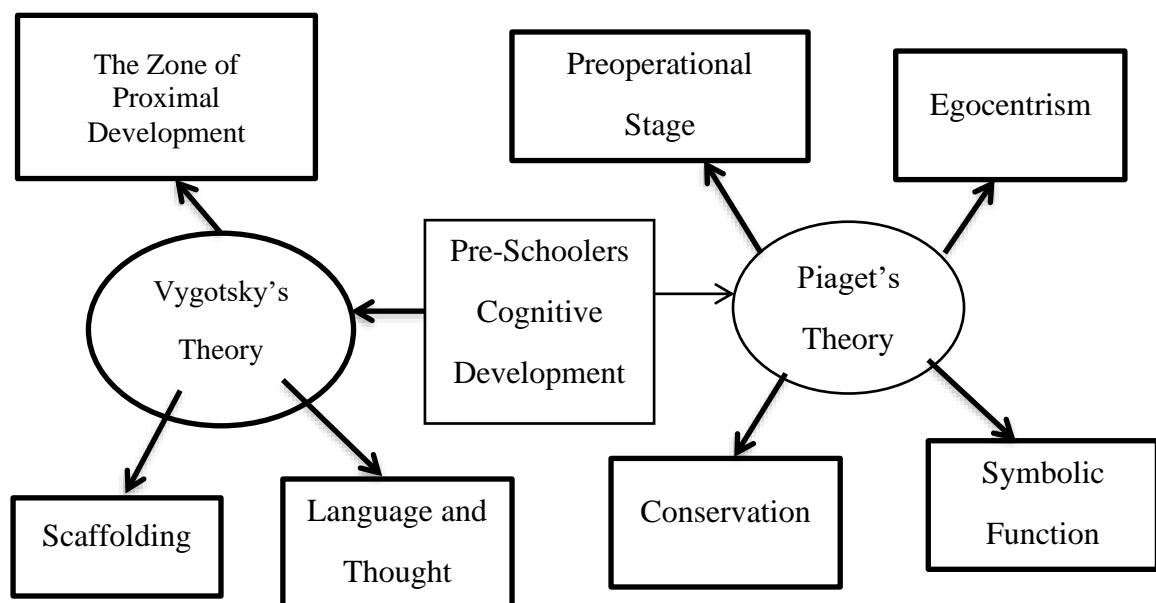 The Zone of
Proximal
Development
Preoperational
Stage
Egocentrism
Vygotsky’s
Theory
Pre-Schoolers
Cognitive
Development
Piaget’s
Theory
Scaffolding
Language and
Thought
Conservation
Symbolic
Function